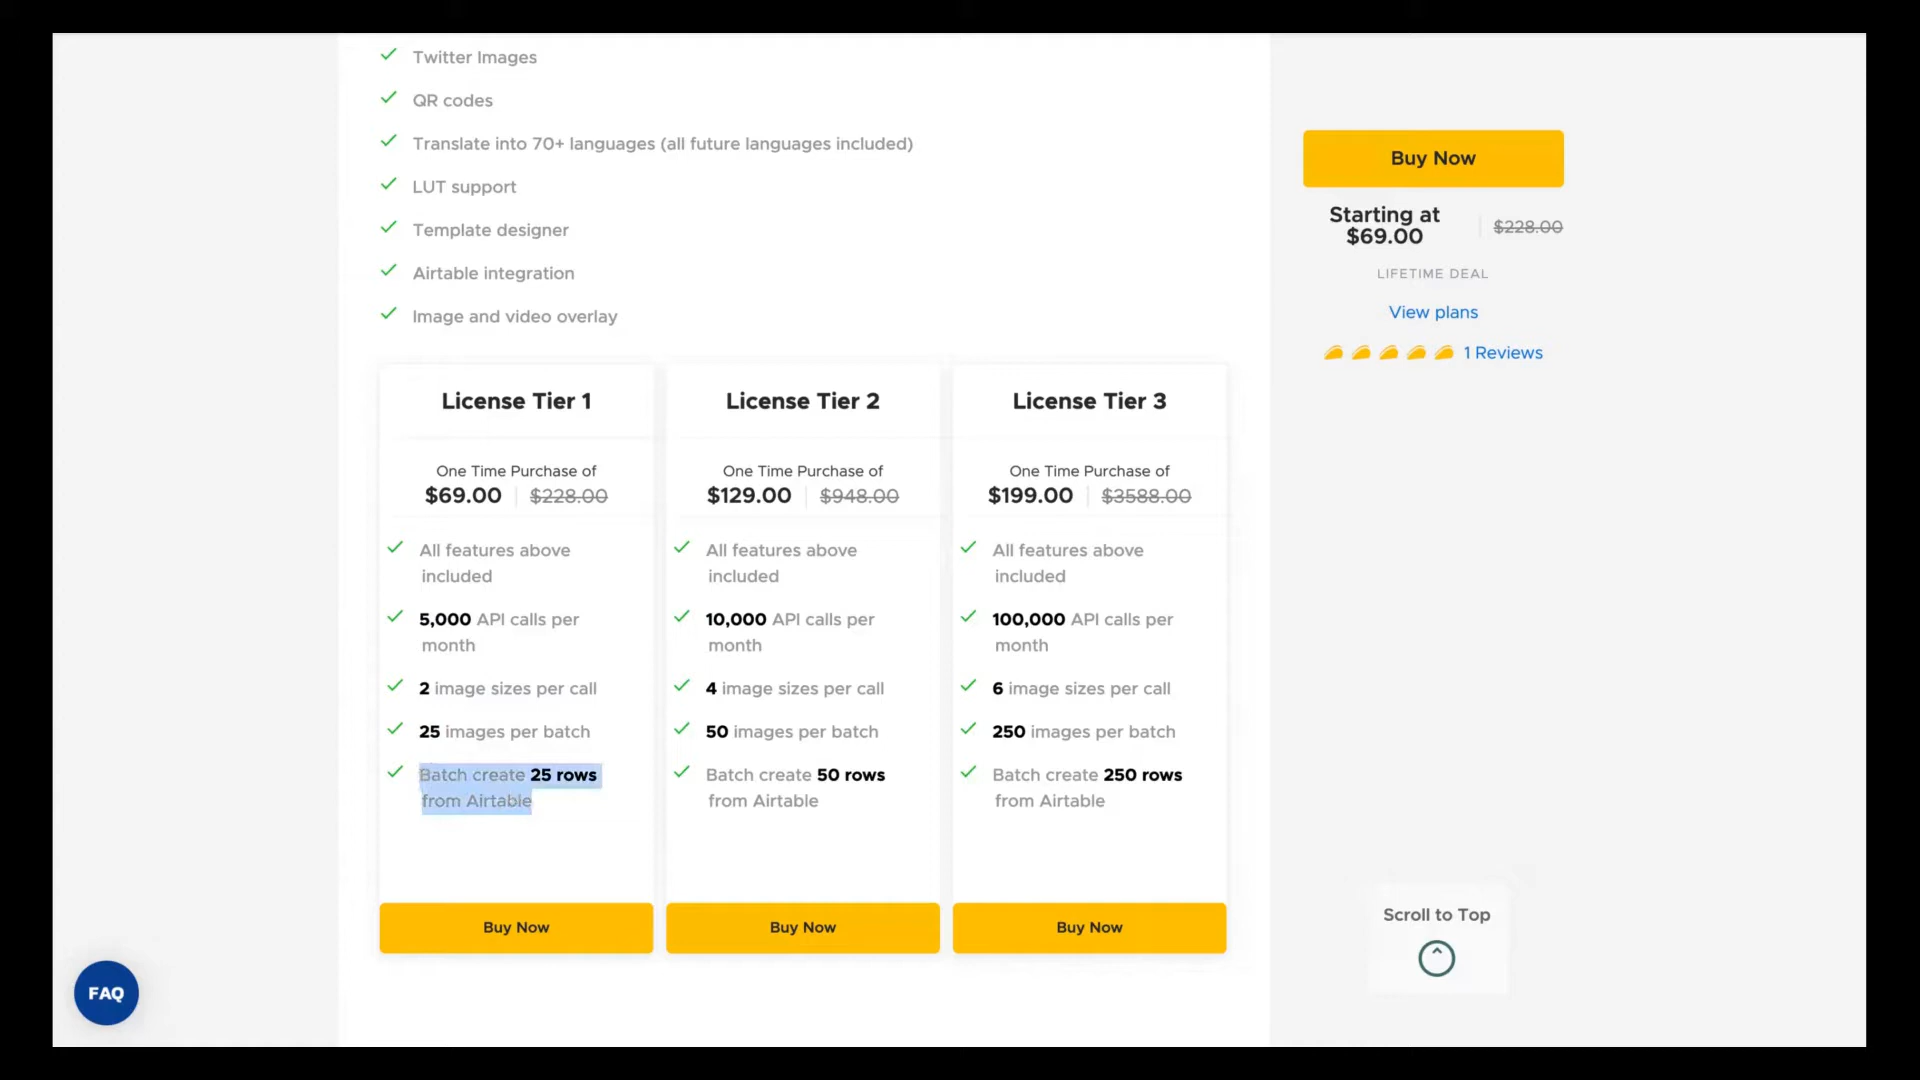 Twitter Images
QR codes
Translate into 70+ languages (all future languages included)
LUT support
Template designer
Airtable integration
Image and video overlay
License Tier 1
One Time Purchase of
$69.00 $228.00
All features above
included
5,000 API calls per
month
2 image sizes per call
25 images per batch
Batch create 25 rows
from Airtable
Buy Now
License Tier 2
One Time Purchase of
$129.00 $948.00
All features above
included
10,000 API calls per
month
4 image sizes per call
50 images per batch
Batch create 50 rows
from Airtable
Buy Now
License Tier 3
One Time Purchase of
$199.00 $3588.00
All features above
included
100,000 API calls per
month
6 image sizes per call
250 images per batch
Batch create 250 rows
from Airtable
Buy Now
Buy Now
Starting at
$69.00
$228.00
LIFETIME DEAL
View plans
1 Reviews
Scroll to Top
FAQ